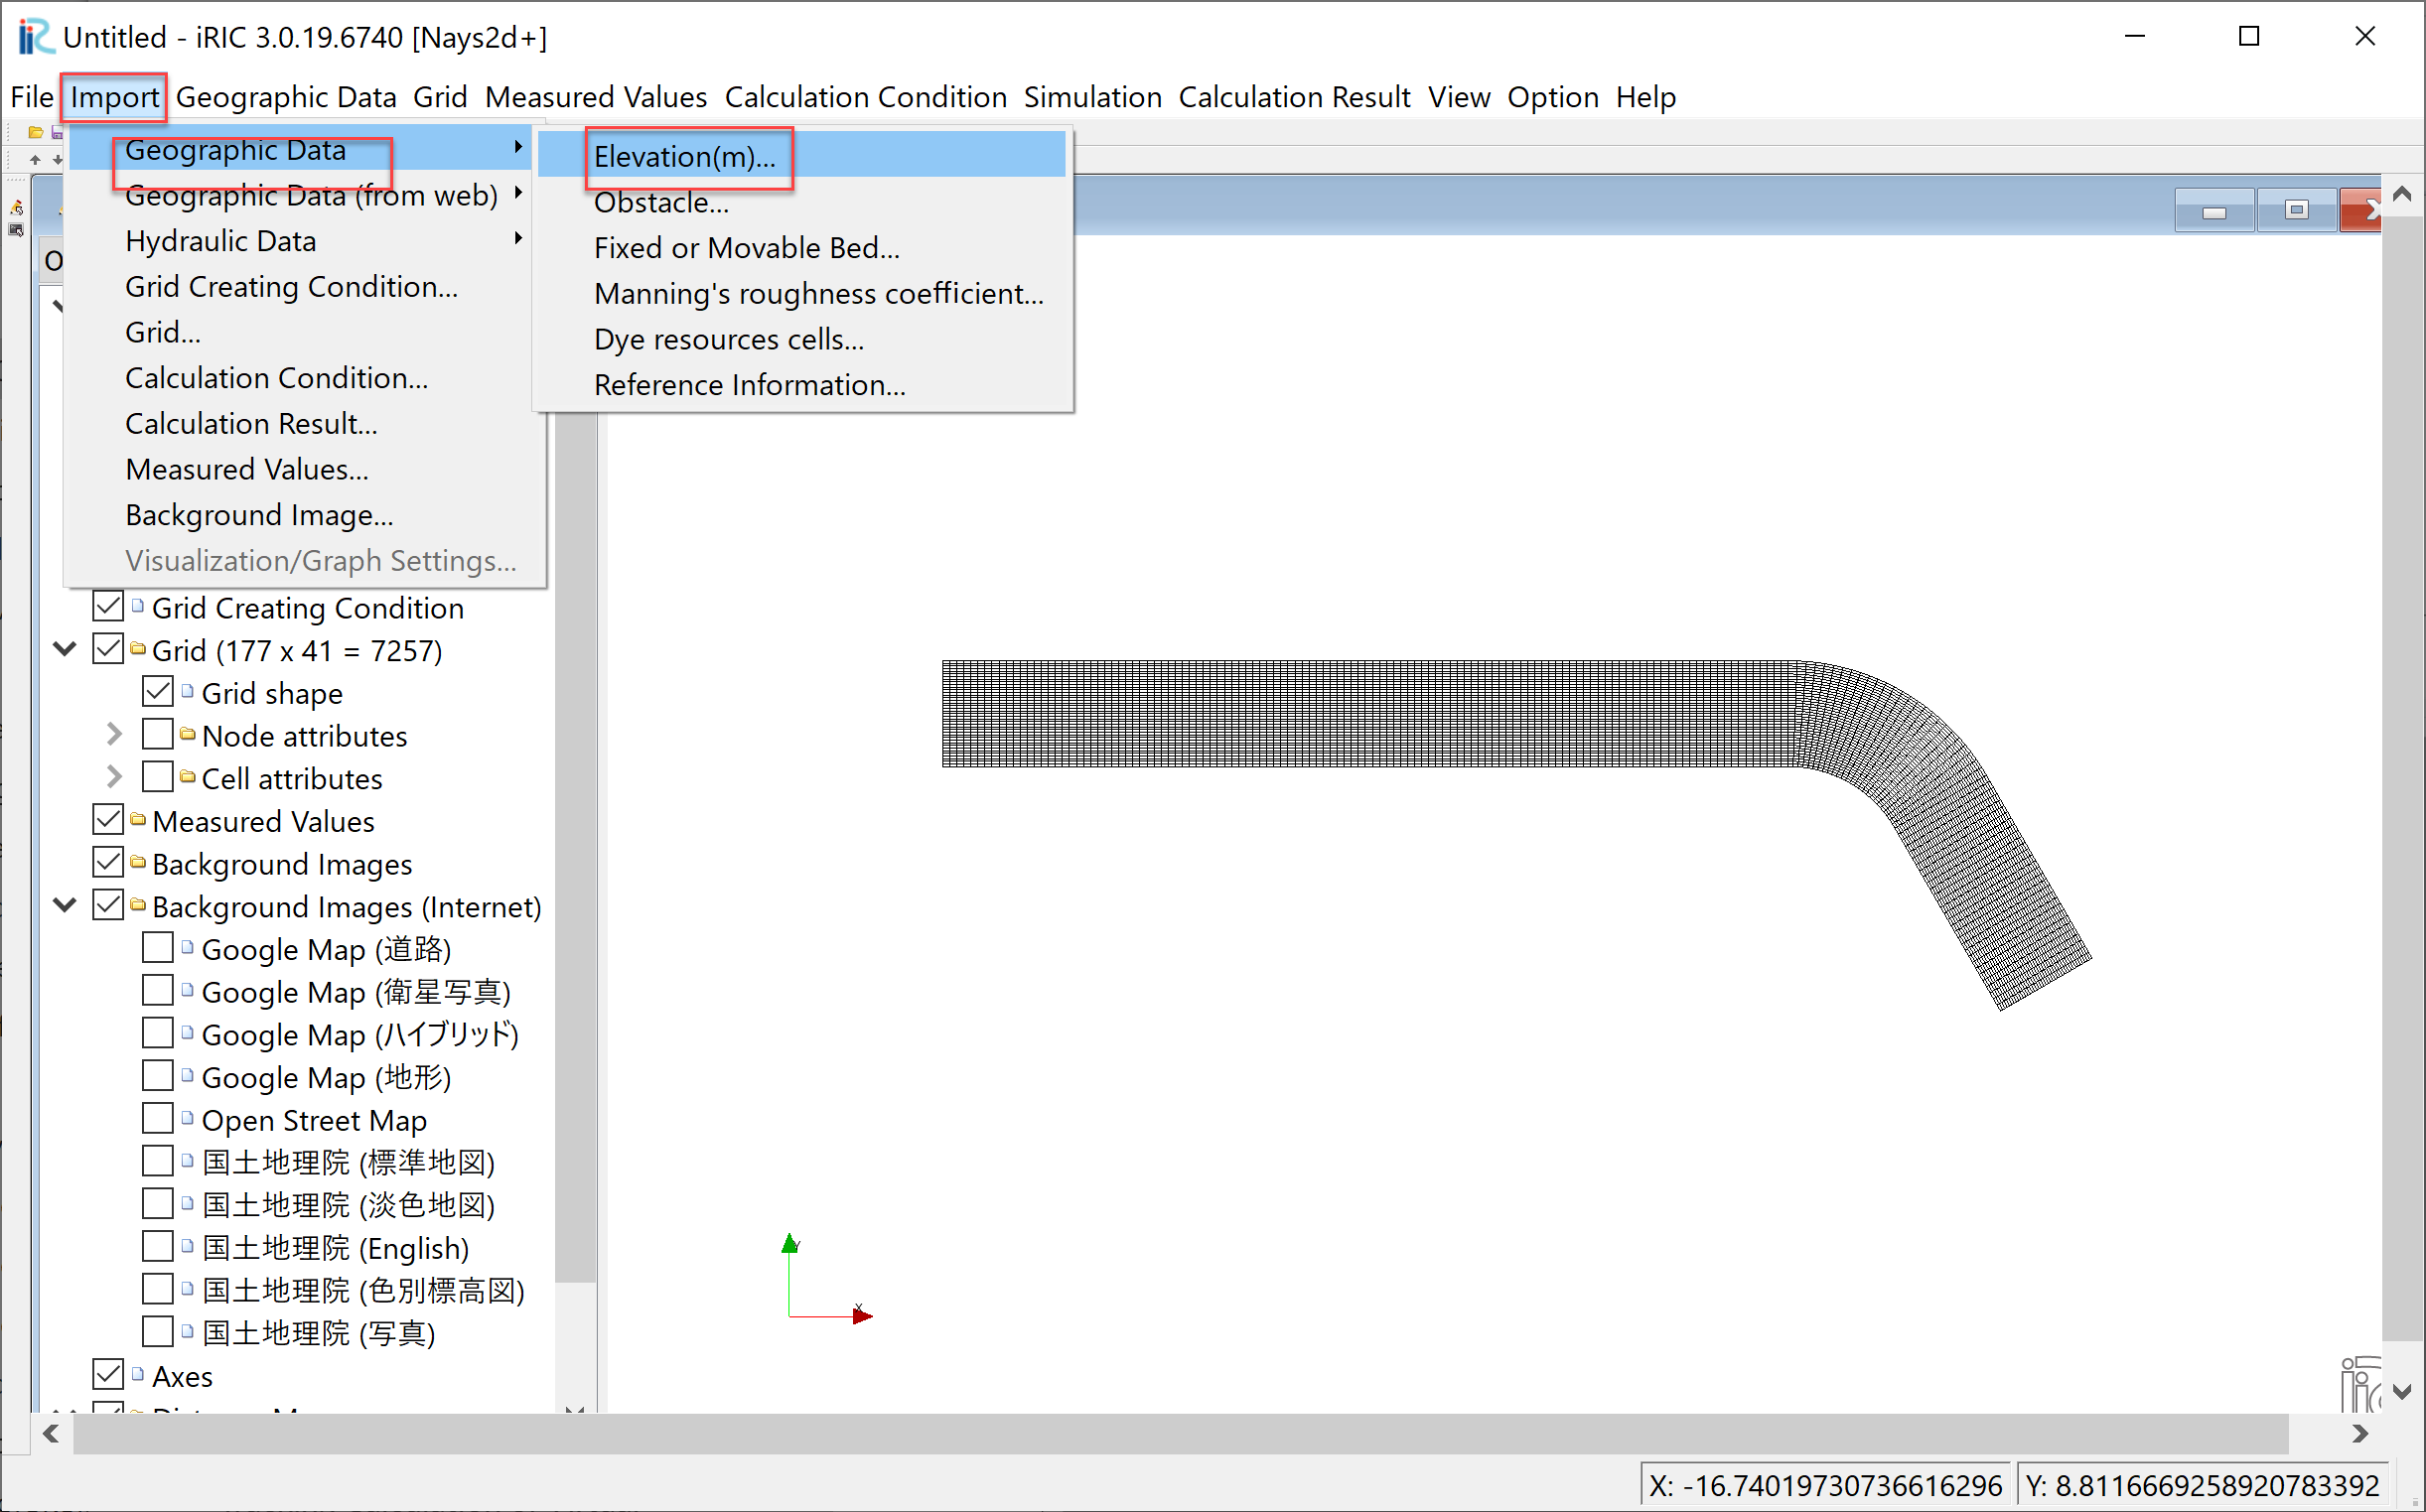 Untitled - iRIC 3.0.19.6740 [Nays2d+]
File Import Geographic Data Grid Measured Values Calculation Condition Simulation Calculation Result View Option Help
Geographic Data
Geographic Data (from web)
Hydraulic Data
Grid Creating Condition...
Grid...
Calculation Condition...
Calculation Result...
Measured Values...
Background Image...
Visualization/Graph Settings...
Elevation(m)...
Obstacle...
Fixed or Movable Bed...
Manning's roughness coefficient...
Dye resources cells...
Reference Information...
Grid Creating Condition
Grid (177 x 41 = 7257)
Grid shape
Node attributes
Cell attributes
Measured Values
Background Images
Background Images (Internet)
Google Map (道路)
Google Map (衛星写真)
Google Map (ハイブリッド)
Google Map (地形)
Open Street Map
国土地理院 (標準地図)
国土地理院 (淡色地図)
国土地理院 (English)
国土地理院 (色別標高図)
国土地理院 (写真)
Axes
Y
X
X: -16.74019730736616296 Y: 8.8116669258920783392